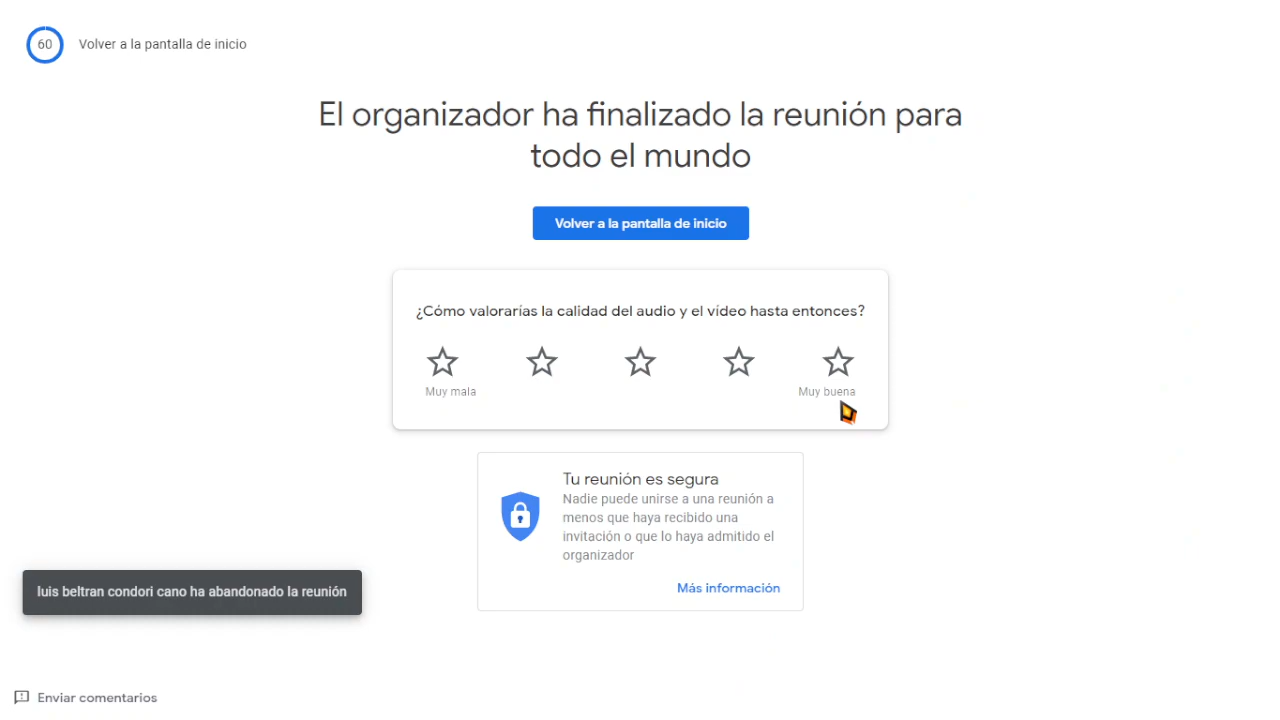 60 Volver a la pantalla de inicio
El organizador ha finalizado la reunión para
todo el mundo
Volver a la pantalla de inicio
¿Cómo valorarías la calidad del audio y el vídeo hasta entonces?
Muy mala Muy buena
Tu reunión es segura
Nadie puede unirse a una reunión a
menos que haya recibido una
invitación o que lo haya admitido el
organizador
Más información
luis beltran condori cano ha abandonado la reunión
Enviar comentarios